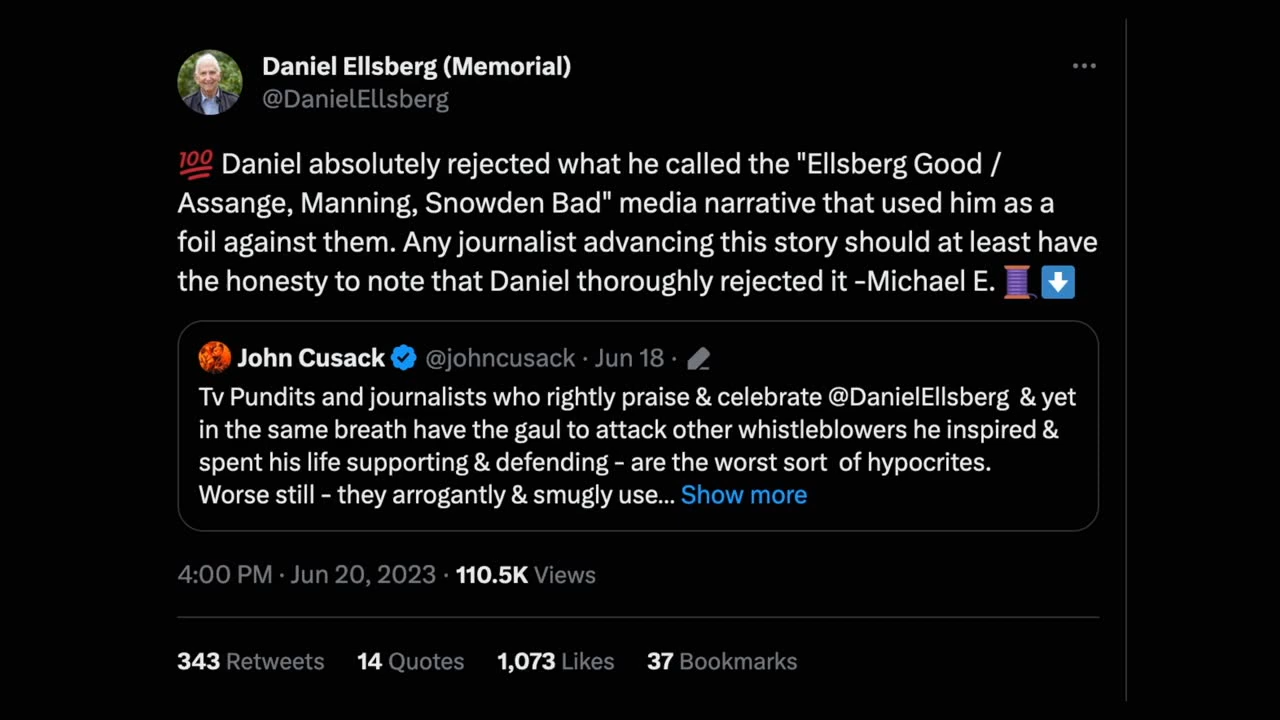 Daniel Ellsberg (Memorial)
@DanielEllsberg
💯 Daniel absolutely rejected what he called the "Ellsberg Good /
Assange, Manning, Snowden Bad" media narrative that used him as a
foil against them. Any journalist advancing this story should at least have
the honesty to note that Daniel thoroughly rejected it -Michael E. 🧵⬇️
John Cusack @johncusack · Jun 18 ·
Tv Pundits and journalists who rightly praise & celebrate @DanielEllsberg & yet
in the same breath have the gaul to attack other whistleblowers he inspired &
spent his life supporting & defending - are the worst sort of hypocrites.
Worse still - they arrogantly & smugly use... Show more
4:00 PM · Jun 20, 2023 · 110.5K Views
343 Retweets 14 Quotes 1,073 Likes 37 Bookmarks